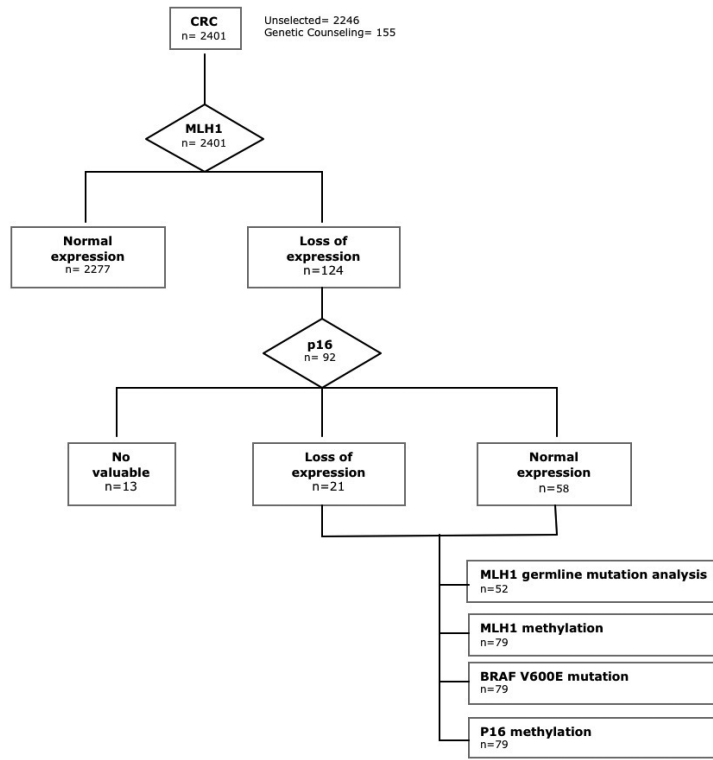 CRC
n= 2401
Unselected= 2246
Genetic Counseling= 155
MLH1
n= 2401
Normal
expression
n= 2277
Loss of
expression
n=124
p16
n= 92
No
valuable
n=13
Loss of
expression
n=21
Normal
expression
n=58
MLH1 germline mutation analysis
n=52
MLH1 methylation
n=79
BRAF V600E mutation
n=79
P16 methylation
n=79